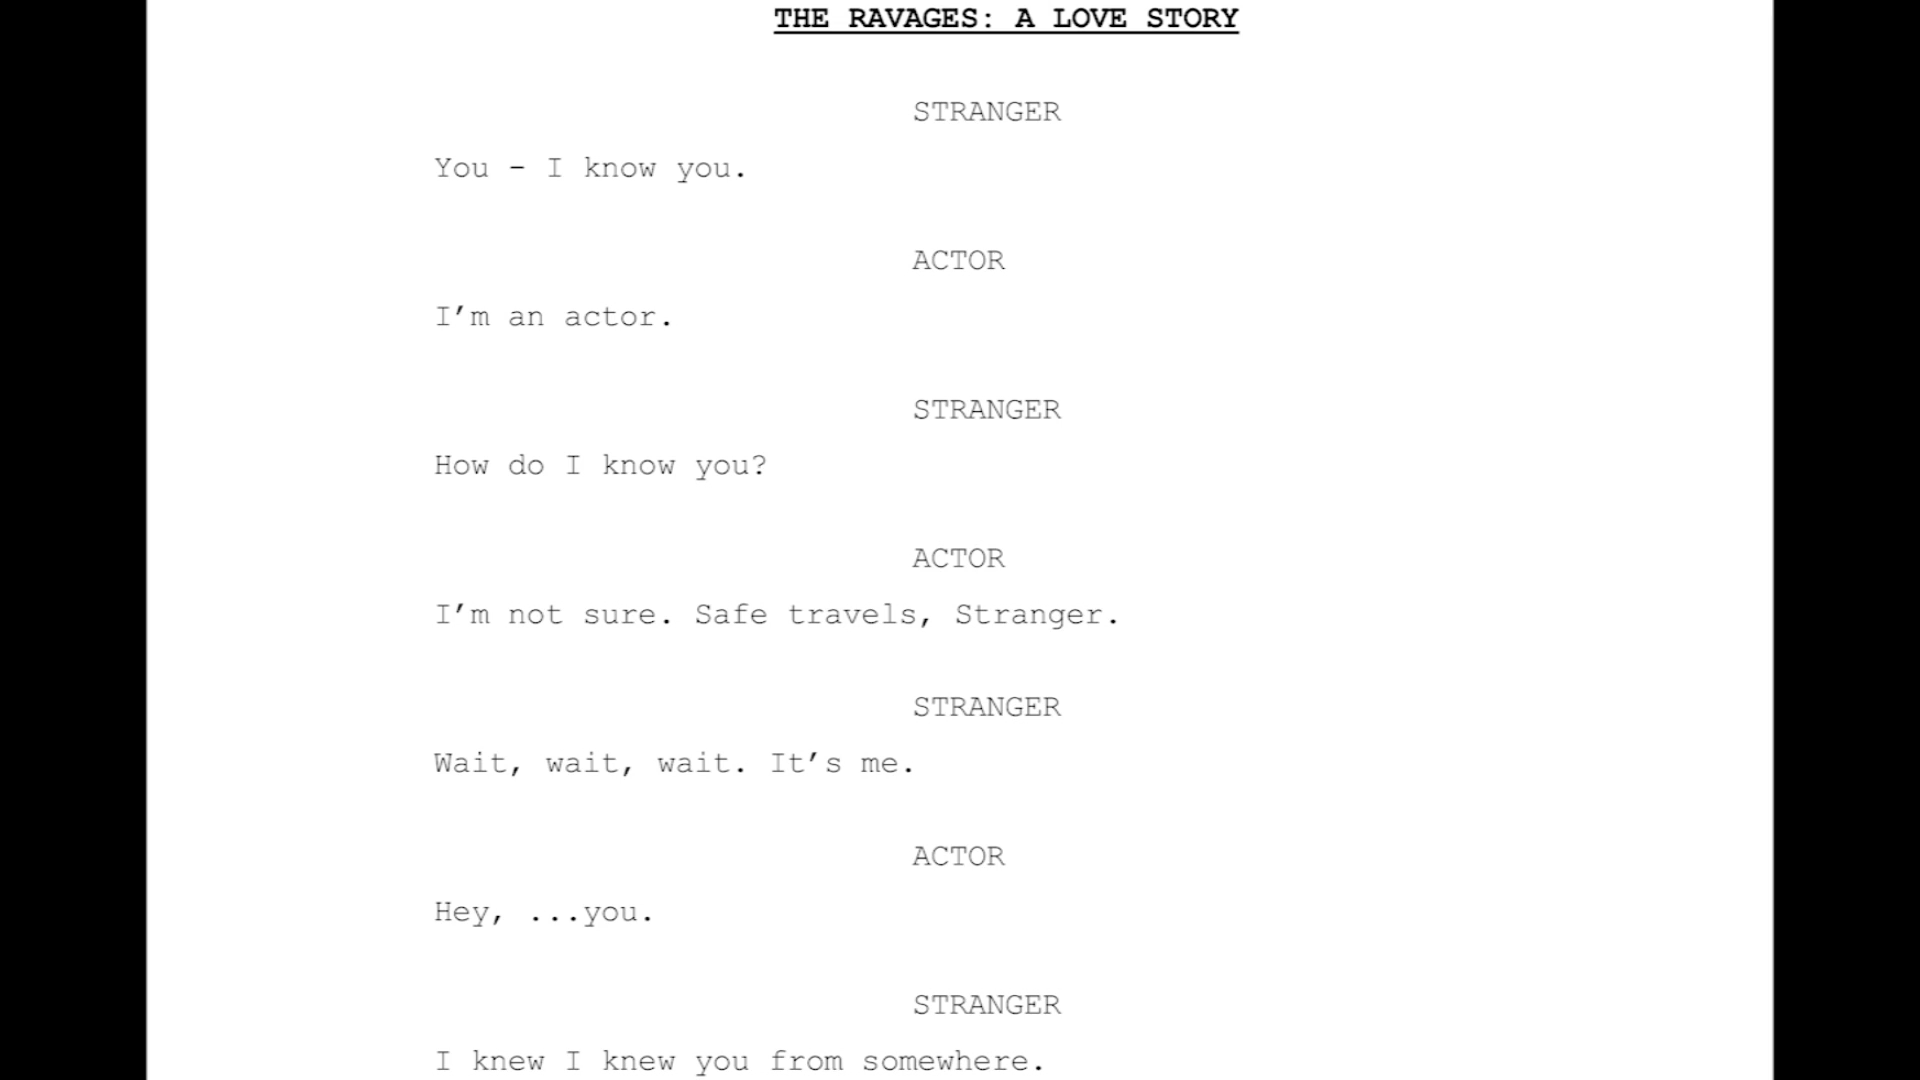 THE RAVAGES: A LOVE STORY
STRANGER
You - I know you.
ACTOR
I’m an actor.
STRANGER
How do I know you?
ACTOR
I’m not sure. Safe travels, Stranger.
STRANGER
Wait, wait, wait. It’s me.
ACTOR
Hey, ...you.
STRANGER
I knew I knew you from somewhere.